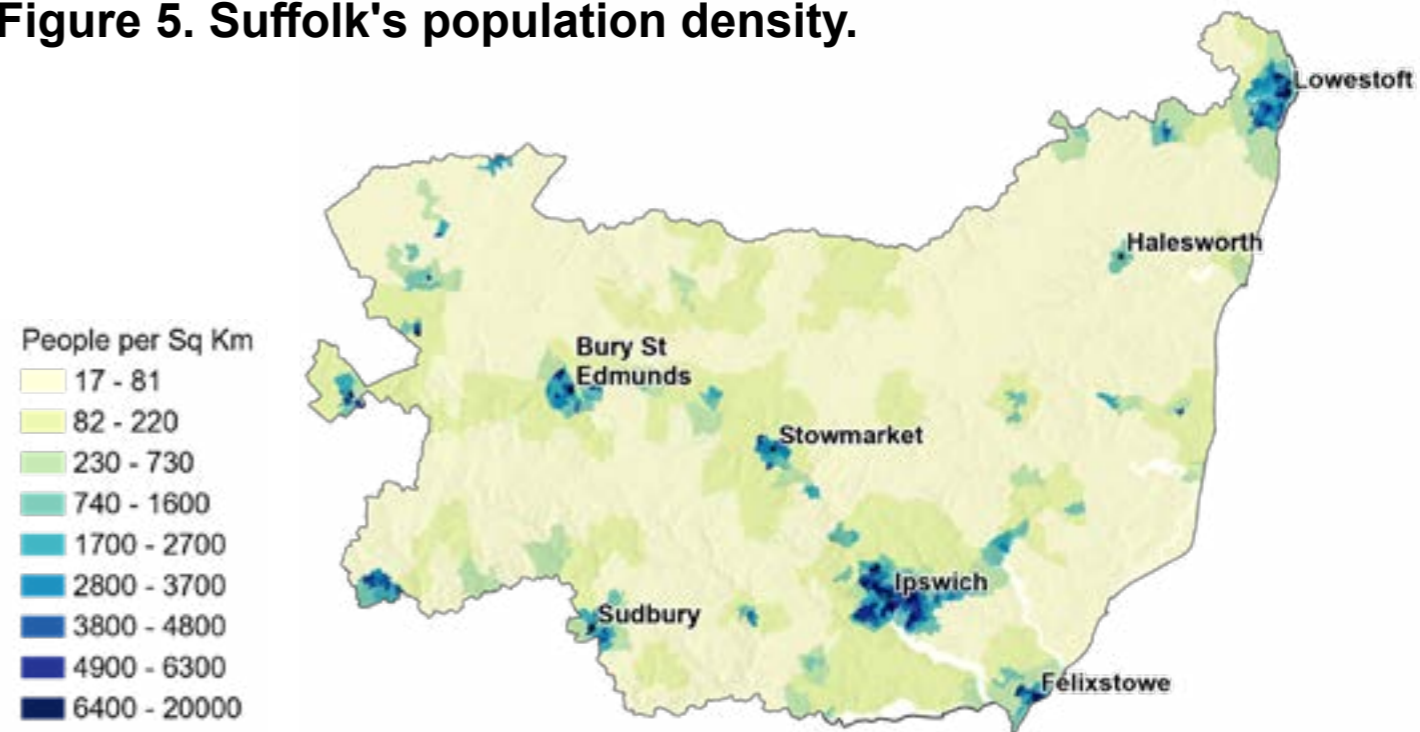 Figure 5. Suffolk's population density.
Lowestoft
Halesworth
Bury St
Edmunds
Stowmarket
Ipswich
Sudbury
Felixstowe
People per Sq Km
17 - 81
82 - 220
230 - 730
740 - 1600
1700 - 2700
2800 - 3700
3800 - 4800
4900 - 6300
6400 - 20000